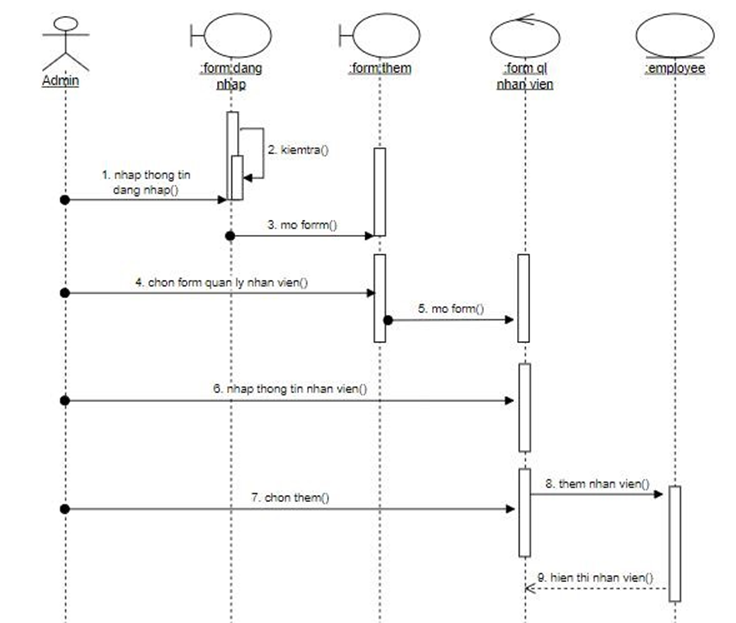 Admin
:form:dang
nhap
:form:them
:form ql
nhan vien
:employee
2. kiemtra()
1. nhap thong tin
dang nhap()
3. mo forrm()
4. chon form quan ly nhan vien()
5. mo form()
6. nhap thong tin nhan vien()
7. chon them()
8. them nhan vien()
9. hien thi nhan vien()